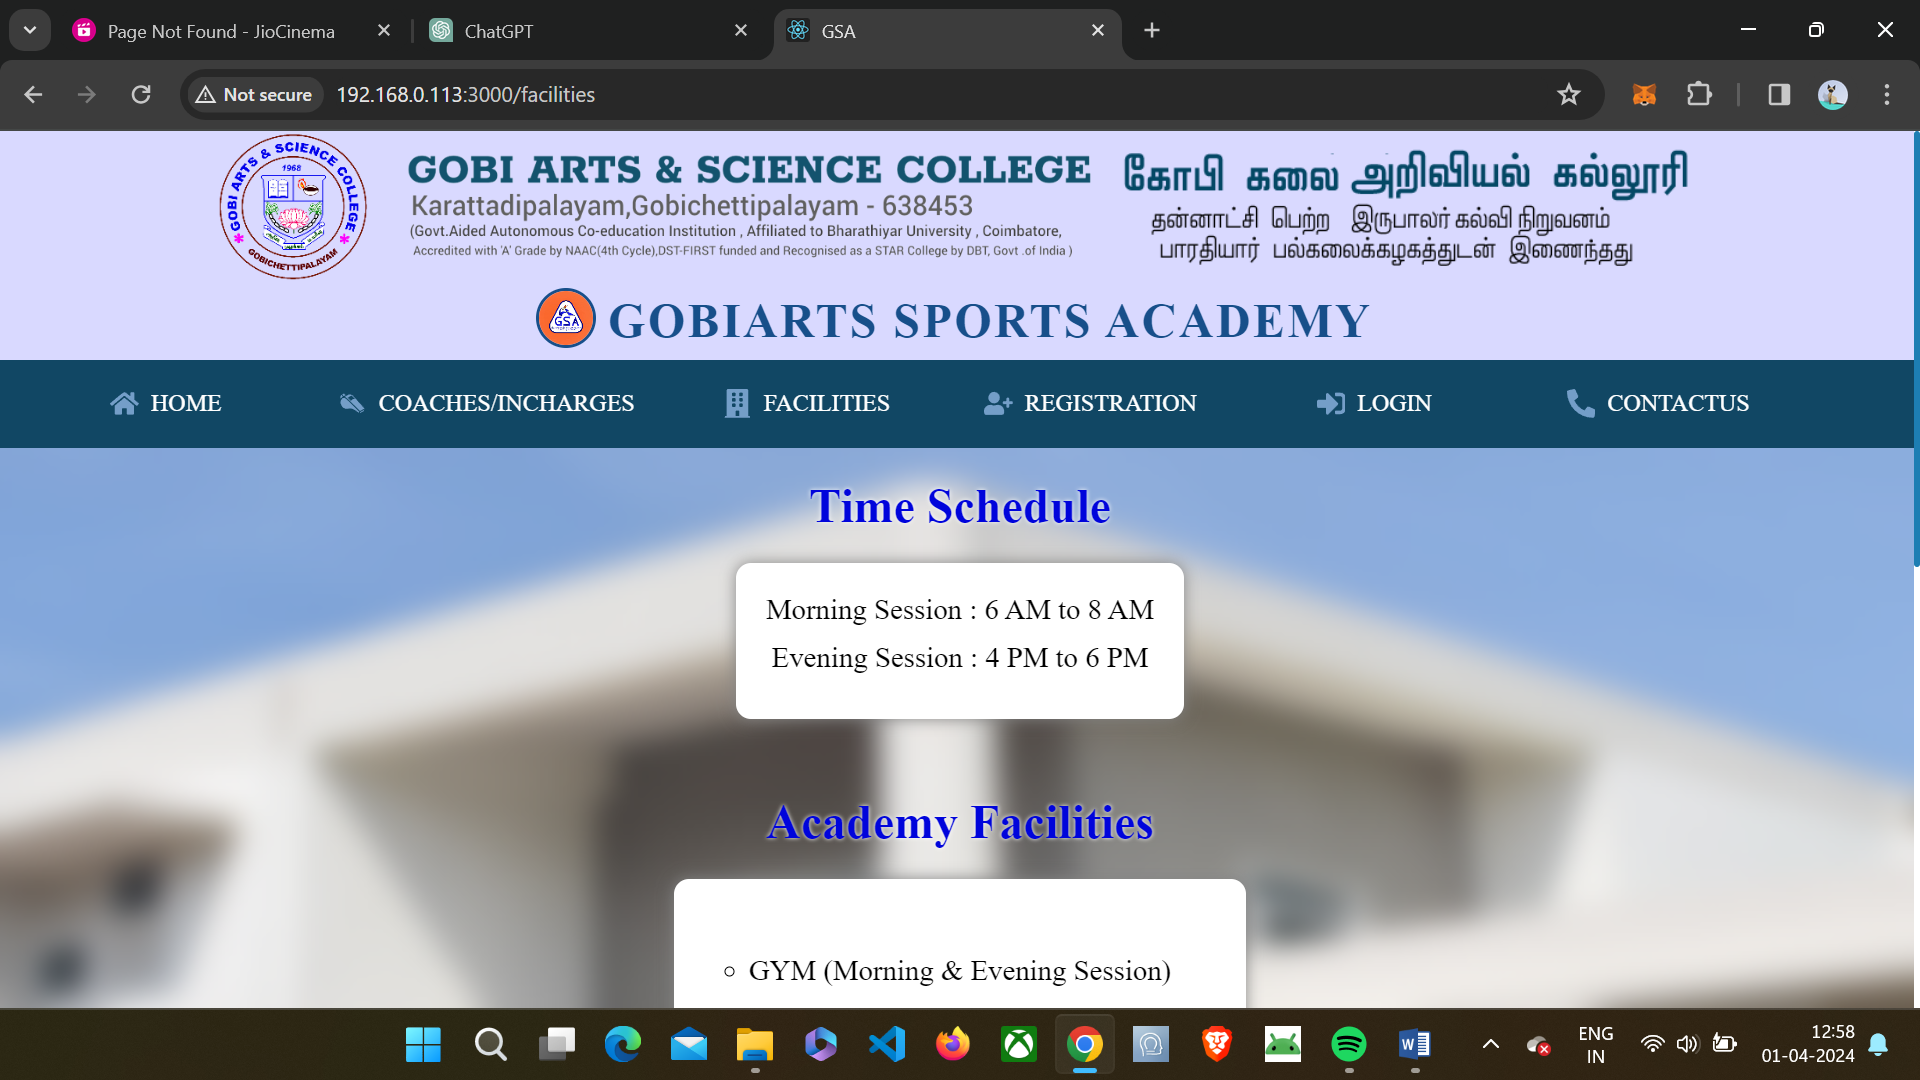 Page Not Found - JioCinema
ChatGPT
GSA
Not secure
192.168.0.113:3000/facilities
GOBI ARTS & SCIENCE COLLEGE
1968
GOBICHETTIPALAYAM
GOBI ARTS & SCIENCE COLLEGE
Karattadipalayam,Gobichettipalayam - 638453
(Govt.Aided Autonomous Co-education Institution , Affiliated to Bharathiyar University , Coimbatore,
Accredited with 'A' Grade by NAAC(4th Cycle),DST-FIRST funded and Recognised as a STAR College by DBT, Govt .of India )
கோபி கலை அறிவியல் கல்லூரி
தன்னாட்சி பெற்ற இருபாலர் கல்வி நிறுவனம்
பாரதியார் பல்கலைக்கழகத்துடன் இணைந்தது
GSA
GOBIARTS SPORTS ACADEMY
HOME
COACHES/INCHARGES
FACILITIES
REGISTRATION
LOGIN
CONTACTUS
Time Schedule
Morning Session : 6 AM to 8 AM
Evening Session : 4 PM to 6 PM
Academy Facilities
GYM (Morning & Evening Session)
ENG
IN
12:58
01-04-2024